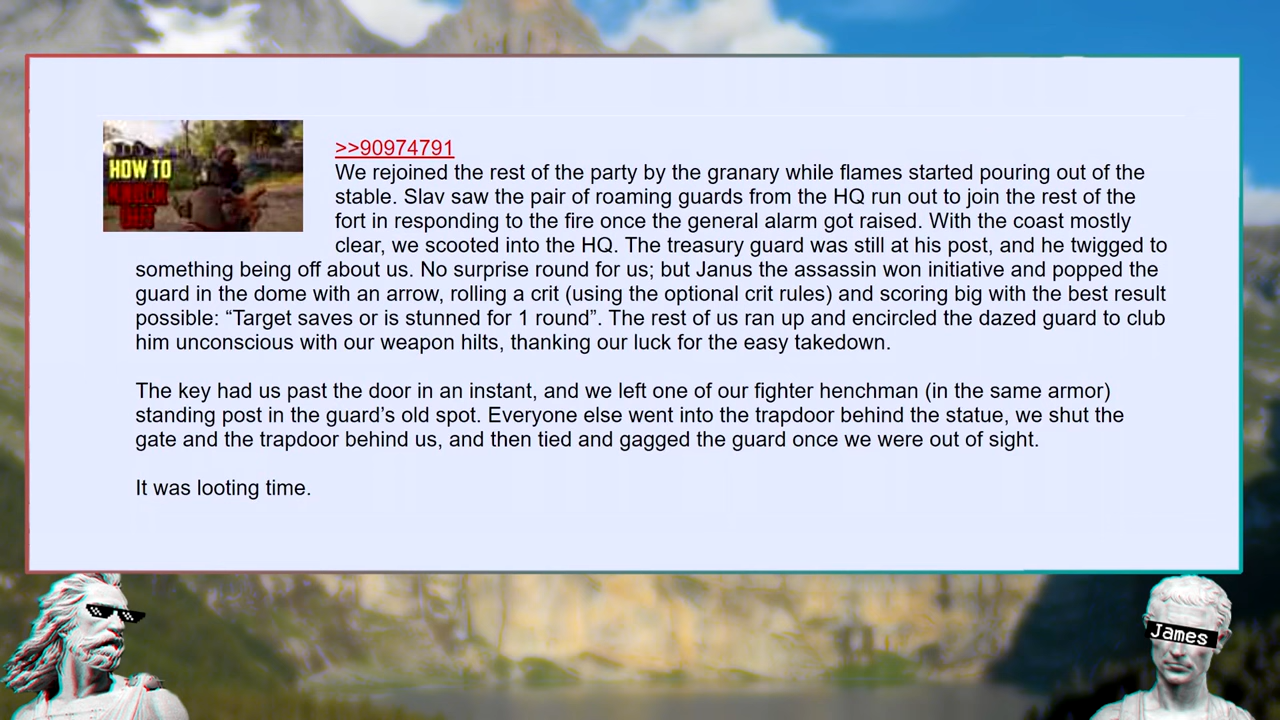 HOW TO
>>90974791
We rejoined the rest of the party by the granary while flames started pouring out of the
stable. Slav saw the pair of roaming guards from the HQ run out to join the rest of the
fort in responding to the fire once the general alarm got raised. With the coast mostly
clear, we scooted into the HQ. The treasury guard was still at his post, and he twigged to
something being off about us. No surprise round for us; but Janus the assassin won initiative and popped the
guard in the dome with an arrow, rolling a crit (using the optional crit rules) and scoring big with the best result
possible: “Target saves or is stunned for 1 round”. The rest of us ran up and encircled the dazed guard to club
him unconscious with our weapon hilts, thanking our luck for the easy takedown.
The key had us past the door in an instant, and we left one of our fighter henchman (in the same armor)
standing post in the guard’s old spot. Everyone else went into the trapdoor behind the statue, we shut the
gate and the trapdoor behind us, and then tied and gagged the guard once we were out of sight.
It was looting time.
James